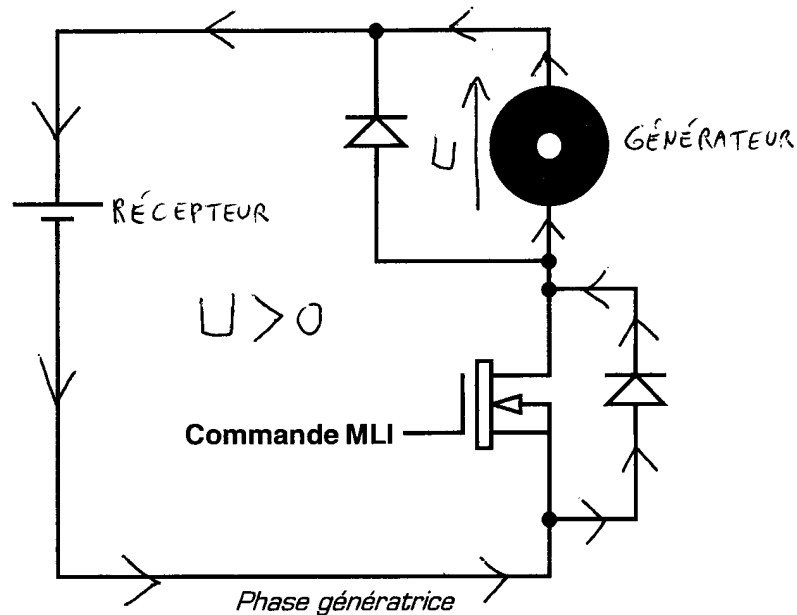 U
GÉNÉRATEUR
RÉCEPTEUR
U > 0
Commande MLI
Phase génératrice